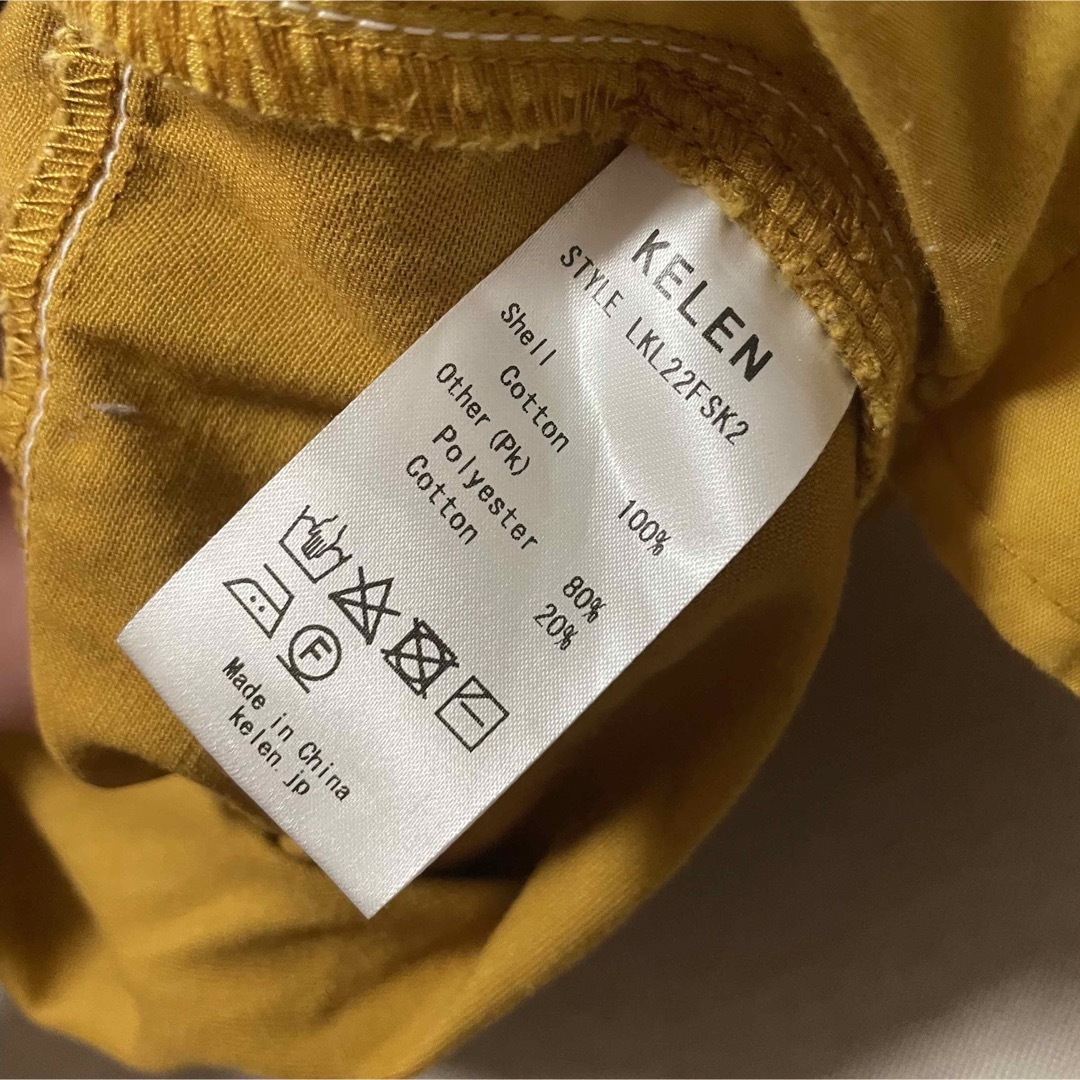 KELEN
STYLE LKL22FSK2
Shell
Cotton 100%
Other(Pk)
Polyester 80%
Cotton 20%
F
Made in China
kelen.jp